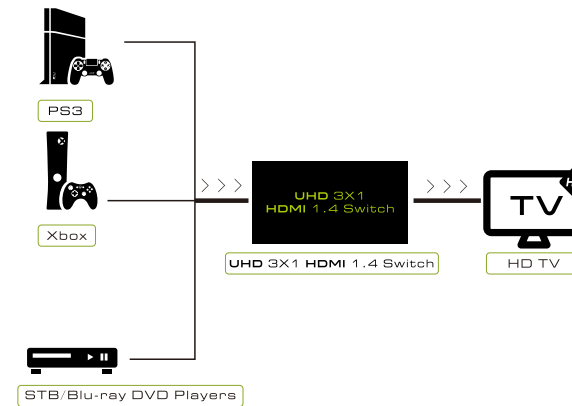 PS3
Xbox
STB/Blu-ray DVD Players
UHD 3X1
HDMI 1.4 Switch
UHD 3X1 HDMI 1.4 Switch
TV
HD TV